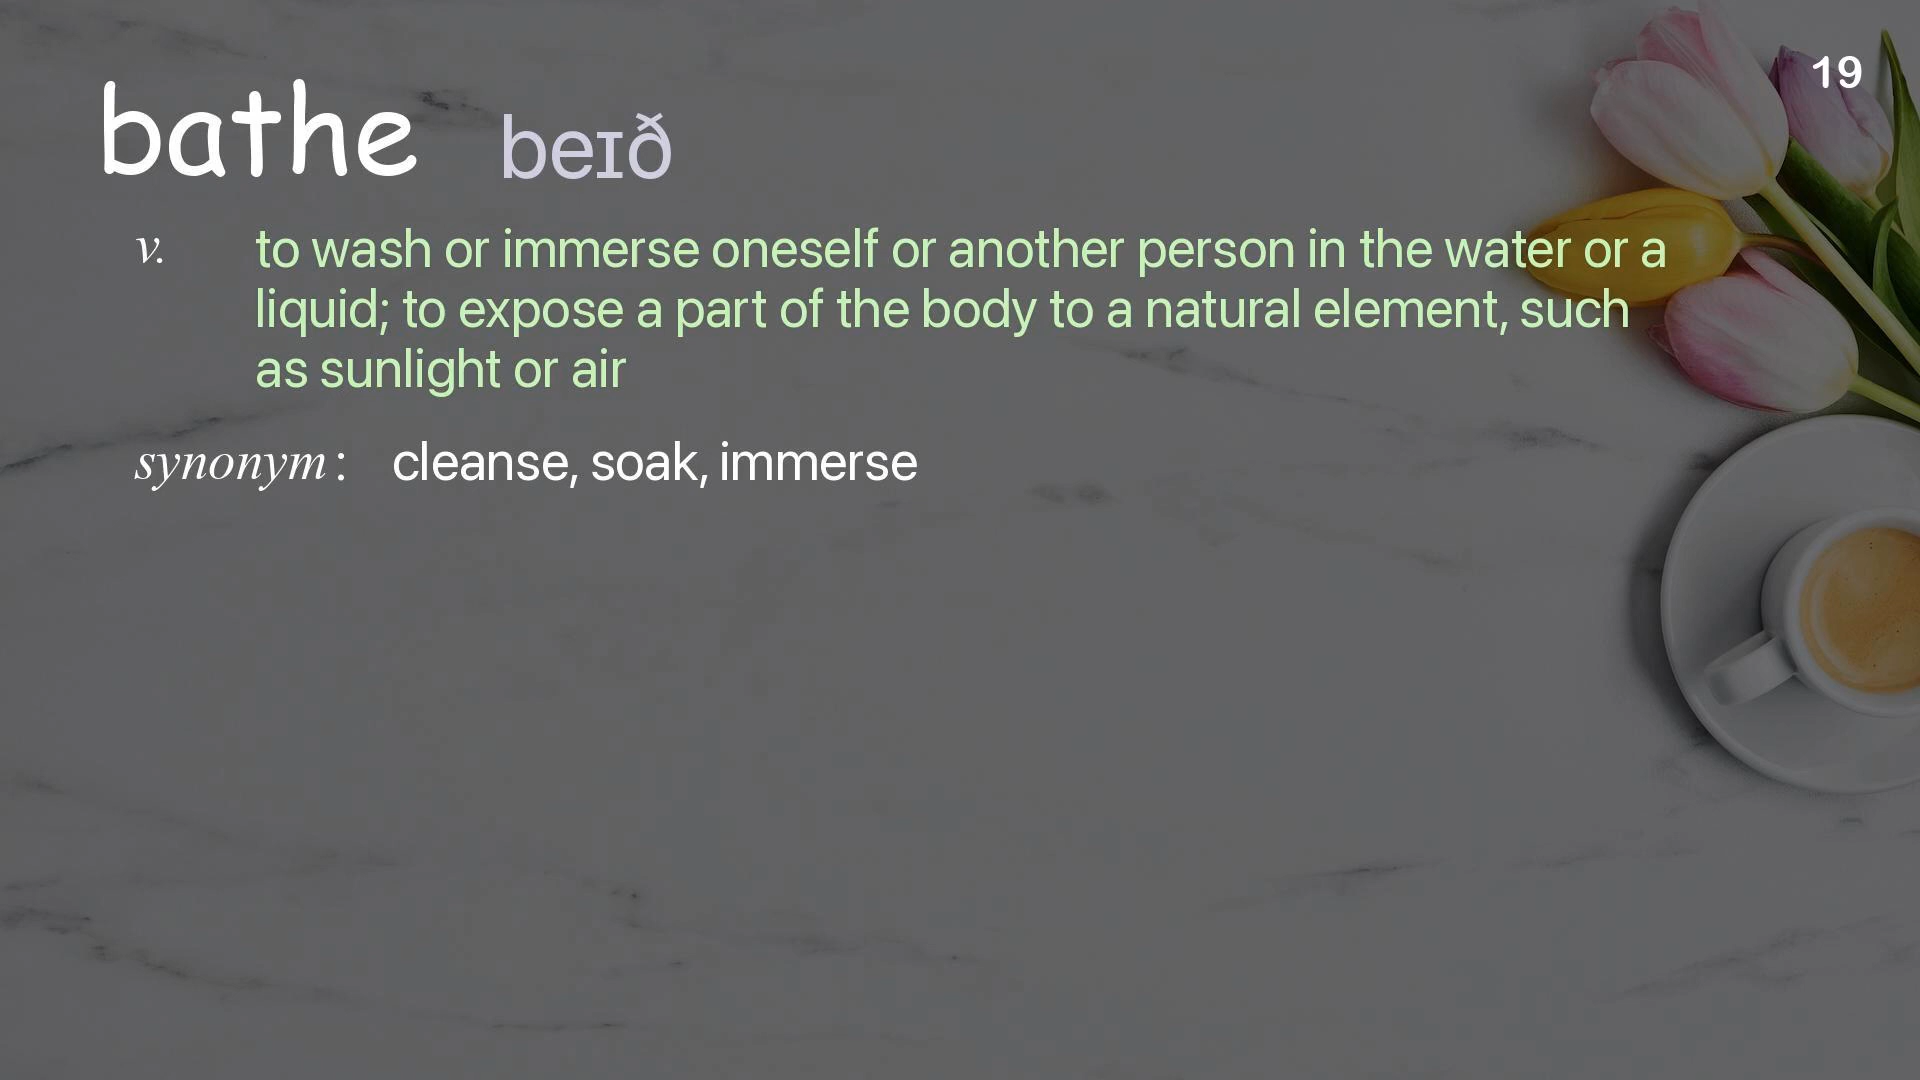 19
bathe beɪð
v. to wash or immerse oneself or another person in the water or a
liquid; to expose a part of the body to a natural element, such
as sunlight or air
synonym : cleanse, soak, immerse